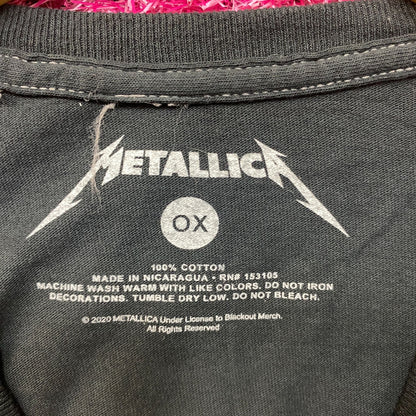 METALLICA
OX
100% COTTON
MADE IN NICARAGUA • RN# 153105
MACHINE WASH WARM WITH LIKE COLORS. DO NOT IRON
DECORATIONS. TUMBLE DRY LOW. DO NOT BLEACH.
© 2020 METALLICA Under License to Blackout Merch.
All Rights Reserved